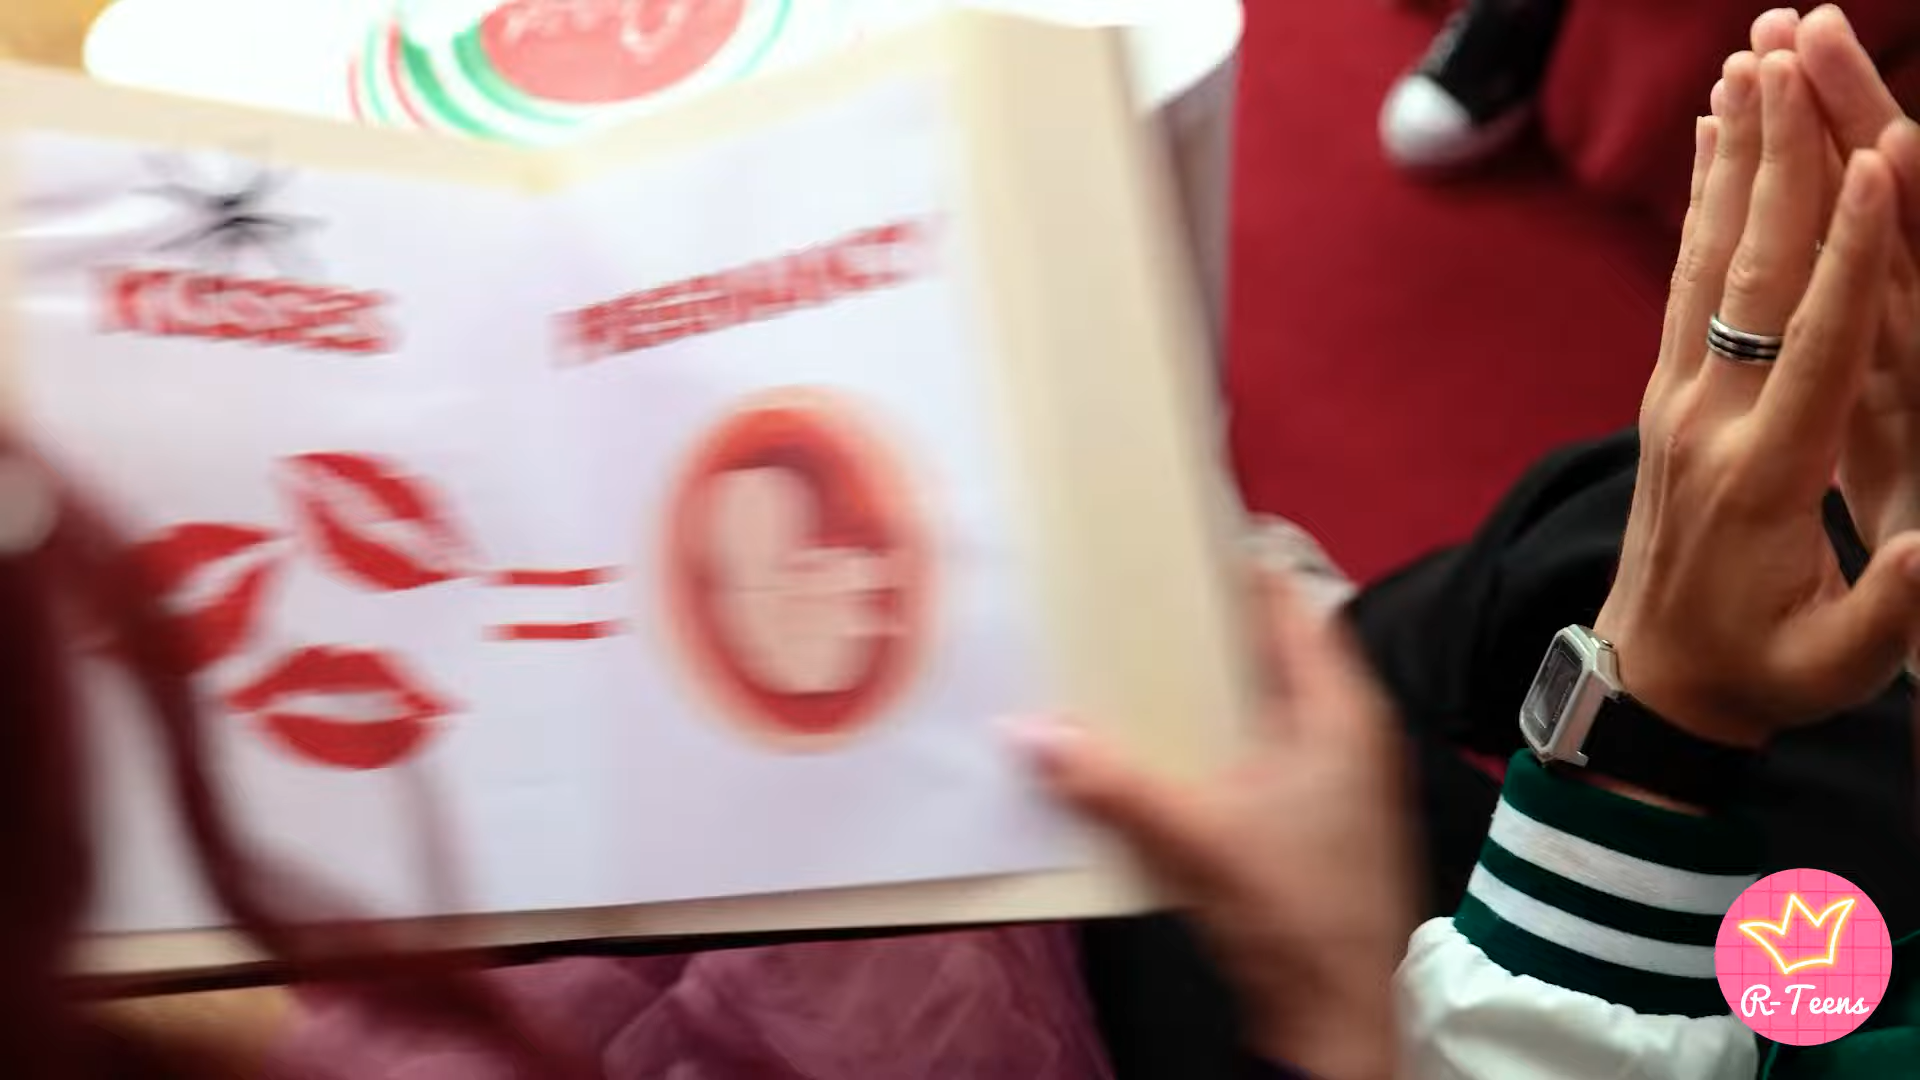 KISSES
PREGNANCY
=
R-Teens